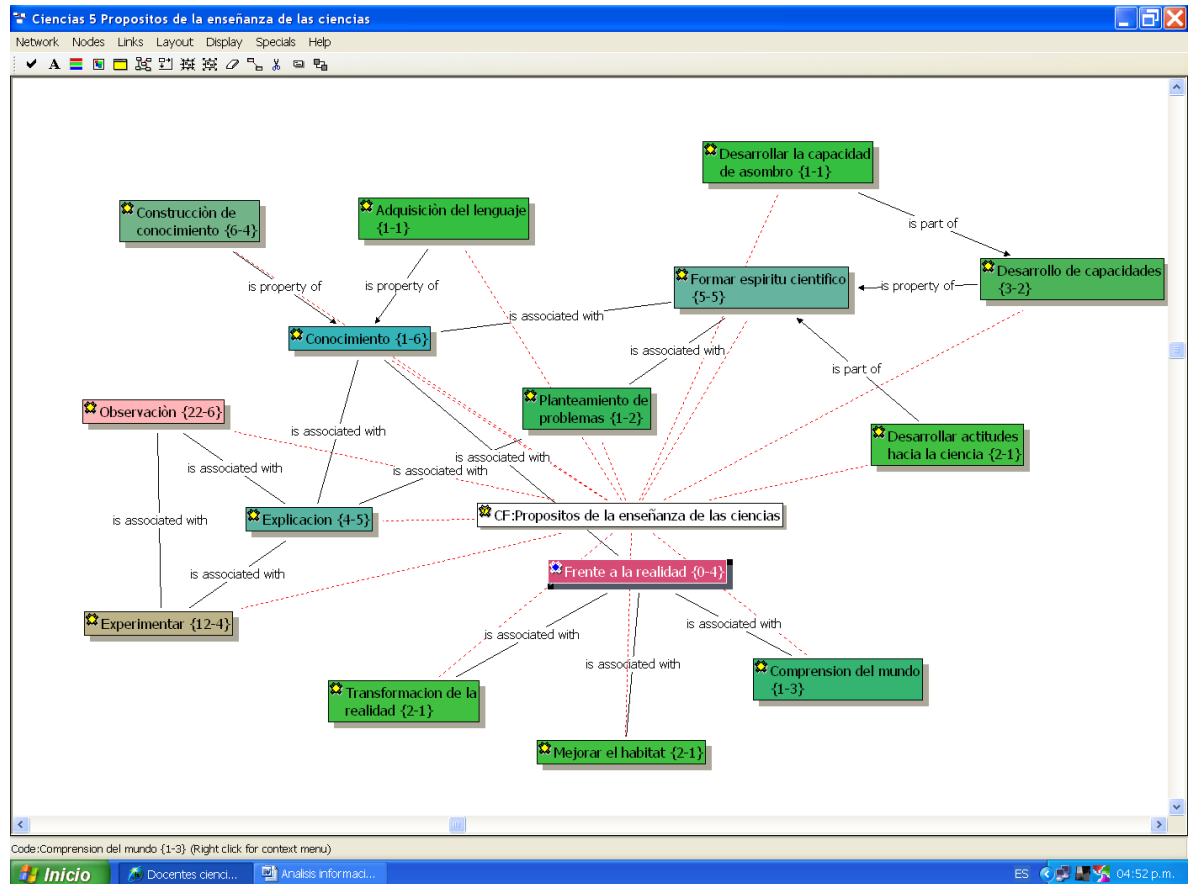 Ciencias 5 Propositos de la enseñanza de las ciencias
Network Nodes Links Layout Display Specials Help
Desarrollar la capacidad
de asombro {1-1}
Construcciòn de
conocimiento {6-4}
Adquisiciòn del lenguaje
{1-1}
is part of
Formar espiritu cientifico
{5-5}
Desarrollo de capacidades
{3-2}
is property of
is property of
is property of
is associated with
Conocimiento {1-6}
is associated with
is part of
Planteamiento de
problemas {1-2}
Observaciòn {22-6}
is associated with
Desarrollar actitudes
hacia la ciencia {2-1}
is associated with
is associated with
is associated with
is associated with
Explicacion {4-5}
CF:Propositos de la enseñanza de las ciencias
is associated with
Frente a la realidad {0-4}
Experimentar {12-4}
is associated with
is associated with
is associated with
Comprension del mundo
{1-3}
Transformacion de la
realidad {2-1}
Mejorar el habitat {2-1}
Code:Comprension del mundo {1-3} (Right click for context menu)
Inicio
Docentes cienci...
Analisis informaci...
ES
04:52 p.m.